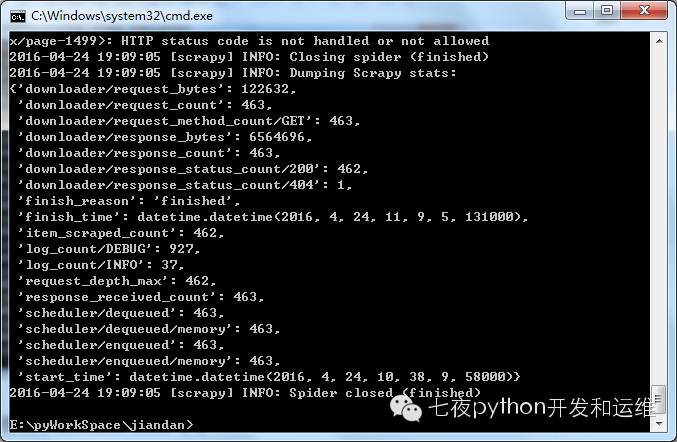 C:\Windows\system32\cmd.exe
x/page-1499>: HTTP status code is not handled or not allowed
2016-04-24 19:09:05 [scrapy] INFO: Closing spider (finished)
2016-04-24 19:09:05 [scrapy] INFO: Dumping Scrapy stats:
{'downloader/request_bytes': 122632,
 'downloader/request_count': 463,
 'downloader/request_method_count/GET': 463,
 'downloader/response_bytes': 6564696,
 'downloader/response_count': 463,
 'downloader/response_status_count/200': 462,
 'downloader/response_status_count/404': 1,
 'finish_reason': 'finished',
 'finish_time': datetime.datetime(2016, 4, 24, 11, 9, 5, 131000),
 'item_scraped_count': 462,
 'log_count/DEBUG': 927,
 'log_count/INFO': 37,
 'request_depth_max': 462,
 'response_received_count': 463,
 'scheduler/dequeued': 463,
 'scheduler/dequeued/memory': 463,
 'scheduler/enqueued': 463,
 'scheduler/enqueued/memory': 463,
 'start_time': datetime.datetime(2016, 4, 24, 10, 38, 9, 58000)}
2016-04-24 19:09:05 [scrapy] INFO: Spider closed (finished)
七夜python开发和运维
E:\pyWorkSpace\jiandan>